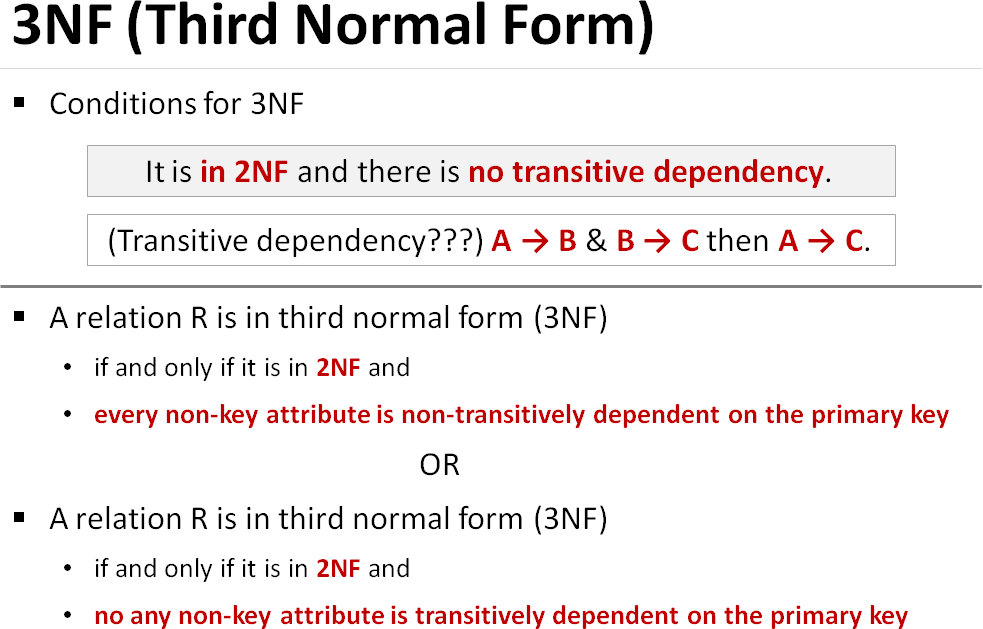 3NF (Third Normal Form)
▪ Conditions for 3NF
It is in 2NF and there is no transitive dependency.
(Transitive dependency???) A → B & B → C then A → C.
▪ A relation R is in third normal form (3NF)
• if and only if it is in 2NF and
• every non-key attribute is non-transitively dependent on the primary key
OR
▪ A relation R is in third normal form (3NF)
• if and only if it is in 2NF and
• no any non-key attribute is transitively dependent on the primary key